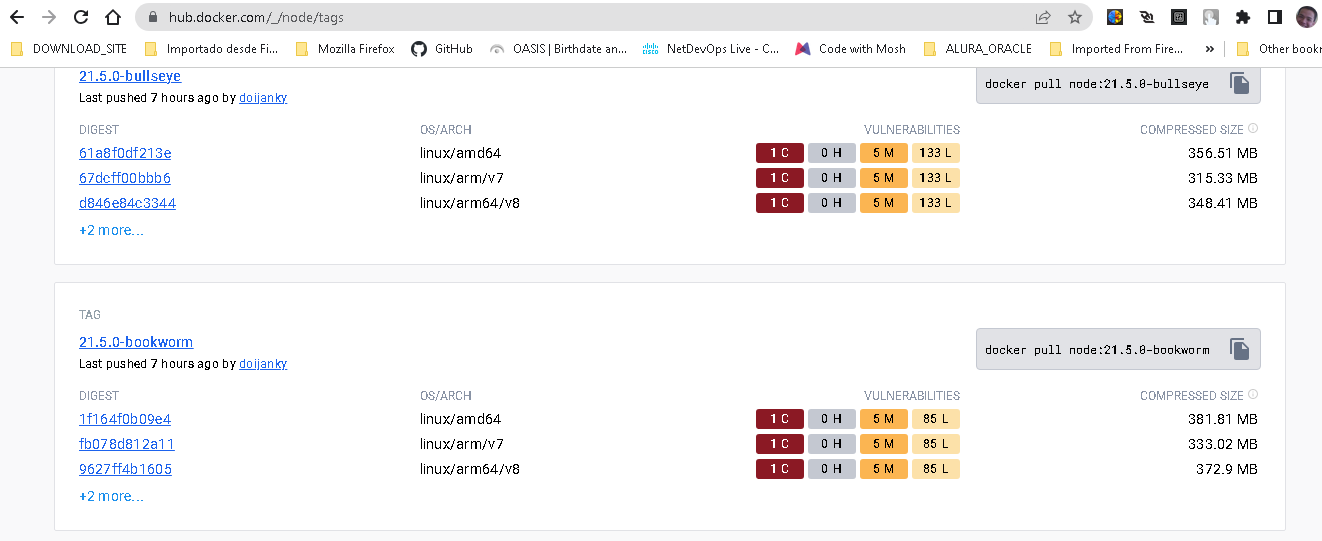 hub.docker.com/_/node/tags
DOWNLOAD_SITE Importado desde Fi... Mozilla Firefox GitHub OASIS | Birthdate an... NetDevOps Live - C... Code with Mosh ALURA_ORACLE Imported From Fire... » Other bookr
21.5.0-bullseye
Last pushed 7 hours ago by doijanky
docker pull node:21.5.0-bullseye
DIGEST OS/ARCH VULNERABILITIES COMPRESSED SIZE
61a8f0df213e linux/amd64 1 C 0 H 5 M 133 L 356.51 MB
67dcff00bbb6 linux/arm/v7 1 C 0 H 5 M 133 L 315.33 MB
d846e84c3344 linux/arm64/v8 1 C 0 H 5 M 133 L 348.41 MB
+2 more...
TAG
21.5.0-bookworm
Last pushed 7 hours ago by doijanky
docker pull node:21.5.0-bookworm
DIGEST OS/ARCH VULNERABILITIES COMPRESSED SIZE
1f164f0b09e4 linux/amd64 1 C 0 H 5 M 85 L 381.81 MB
fb078d812a11 linux/arm/v7 1 C 0 H 5 M 85 L 333.02 MB
9627ff4b1605 linux/arm64/v8 1 C 0 H 5 M 85 L 372.9 MB
+2 more...